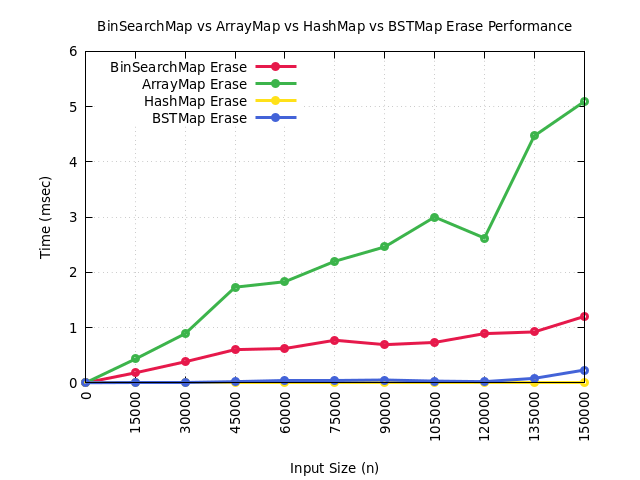 BinSearchMap vs ArrayMap vs HashMap vs BSTMap Erase Performance
6
5
4
3
2
1
0
Time (msec)
BinSearchMap Erase
ArrayMap Erase
HashMap Erase
BSTMap Erase
0
15000
30000
45000
60000
75000
90000
105000
120000
135000
150000
Input Size (n)